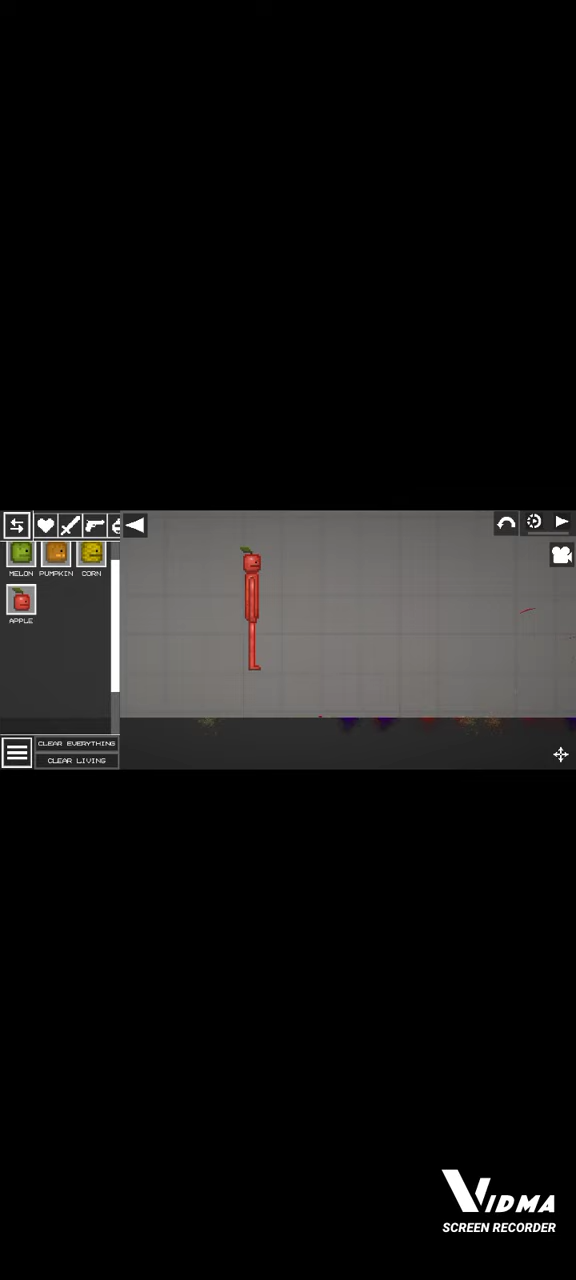 MELON PUMPKIN CORN
APPLE
CLEAR EVERYTHING
CLEAR LIVING
VIDMA
SCREEN RECORDER